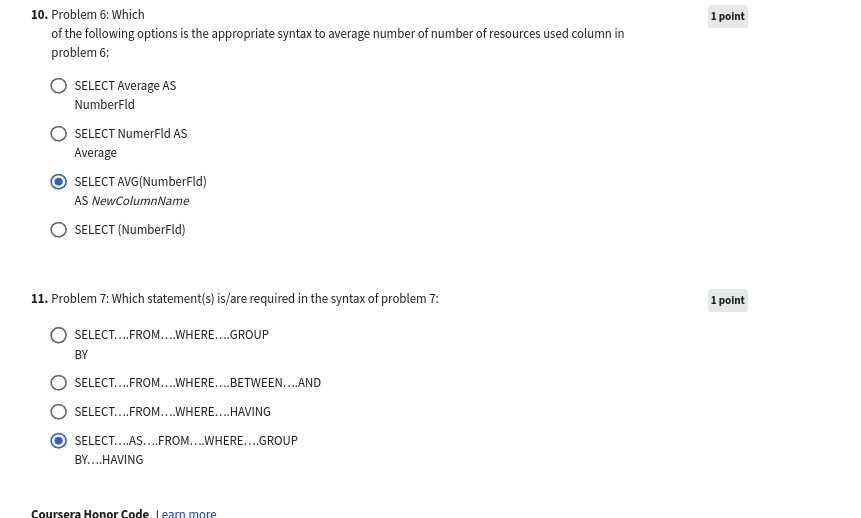 10. Problem 6: Which
1 point
of the following options is the appropriate syntax to average number of number of resources used column in
problem 6:
SELECT Average AS
NumberFld
SELECT NumerFld AS
Average
SELECT AVG(NumberFld)
AS NewColumnName
SELECT (NumberFld)
11. Problem 7: Which statement(s) is/are required in the syntax of problem 7:
1 point
SELECT….FROM….WHERE….GROUP
BY
SELECT….FROM….WHERE….BETWEEN….AND
SELECT….FROM….WHERE….HAVING
SELECT….AS….FROM….WHERE….GROUP
BY….HAVING
Coursera Honor Code Learn more